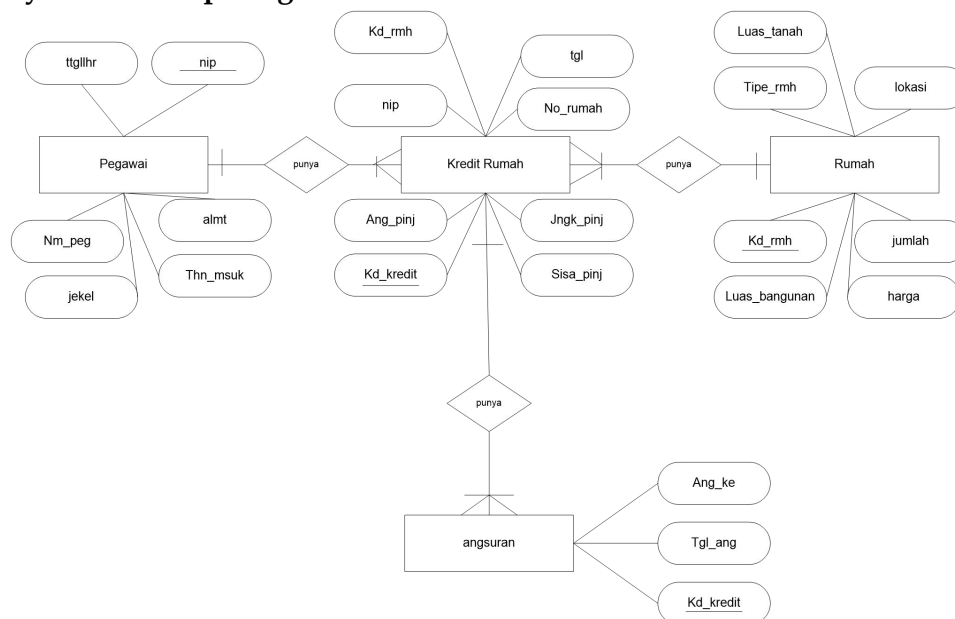 Kd_rmh
Luas_tanah
ttgllhr
nip
tgl
Tipe_rmh
lokasi
nip
No_rumah
Pegawai
punya
Kredit Rumah
punya
Rumah
Nm_peg
almt
Ang_pinj
Jngk_pinj
Kd_rmh
jumlah
jekel
Thn_msuk
Kd_kredit
Sisa_pinj
Luas_bangunan
harga
punya
Ang_ke
angsuran
Tgl_ang
Kd_kredit